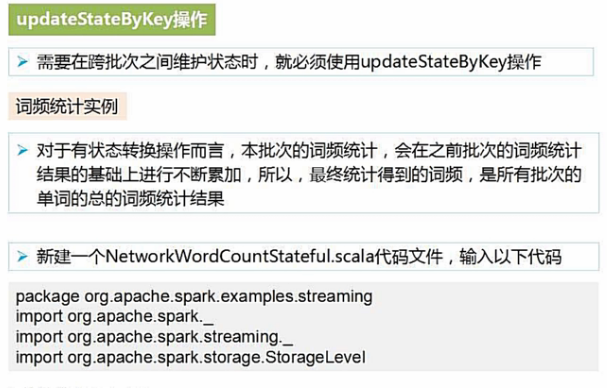 updateStateByKey操作
➢ 需要在跨批次之间维护状态时，就必须使用updateStateByKey操作
词频统计实例
➢ 对于有状态转换操作而言，本批次的词频统计，会在之前批次的词频统计
结果的基础上进行不断累加，所以，最终统计得到的词频，是所有批次的
单词的总的词频统计结果
➢ 新建一个NetworkWordCountStateful.scala代码文件，输入以下代码
package org.apache.spark.examples.streaming
import org.apache.spark._
import org.apache.spark.streaming._
import org.apache.spark.storage.StorageLevel